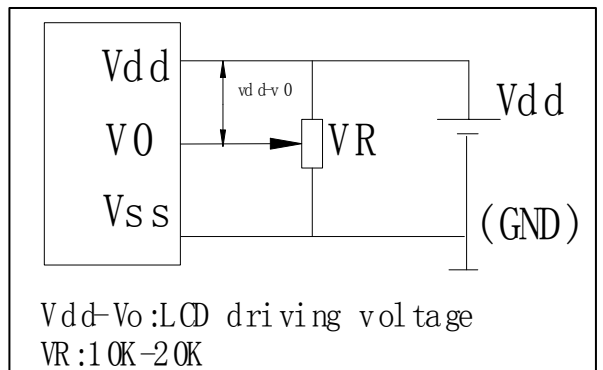 Vdd
vdd-v0
Vdd
V0
VR
Vss
(GND)
Vdd-Vo:LCD driving voltage
VR:10K-20K